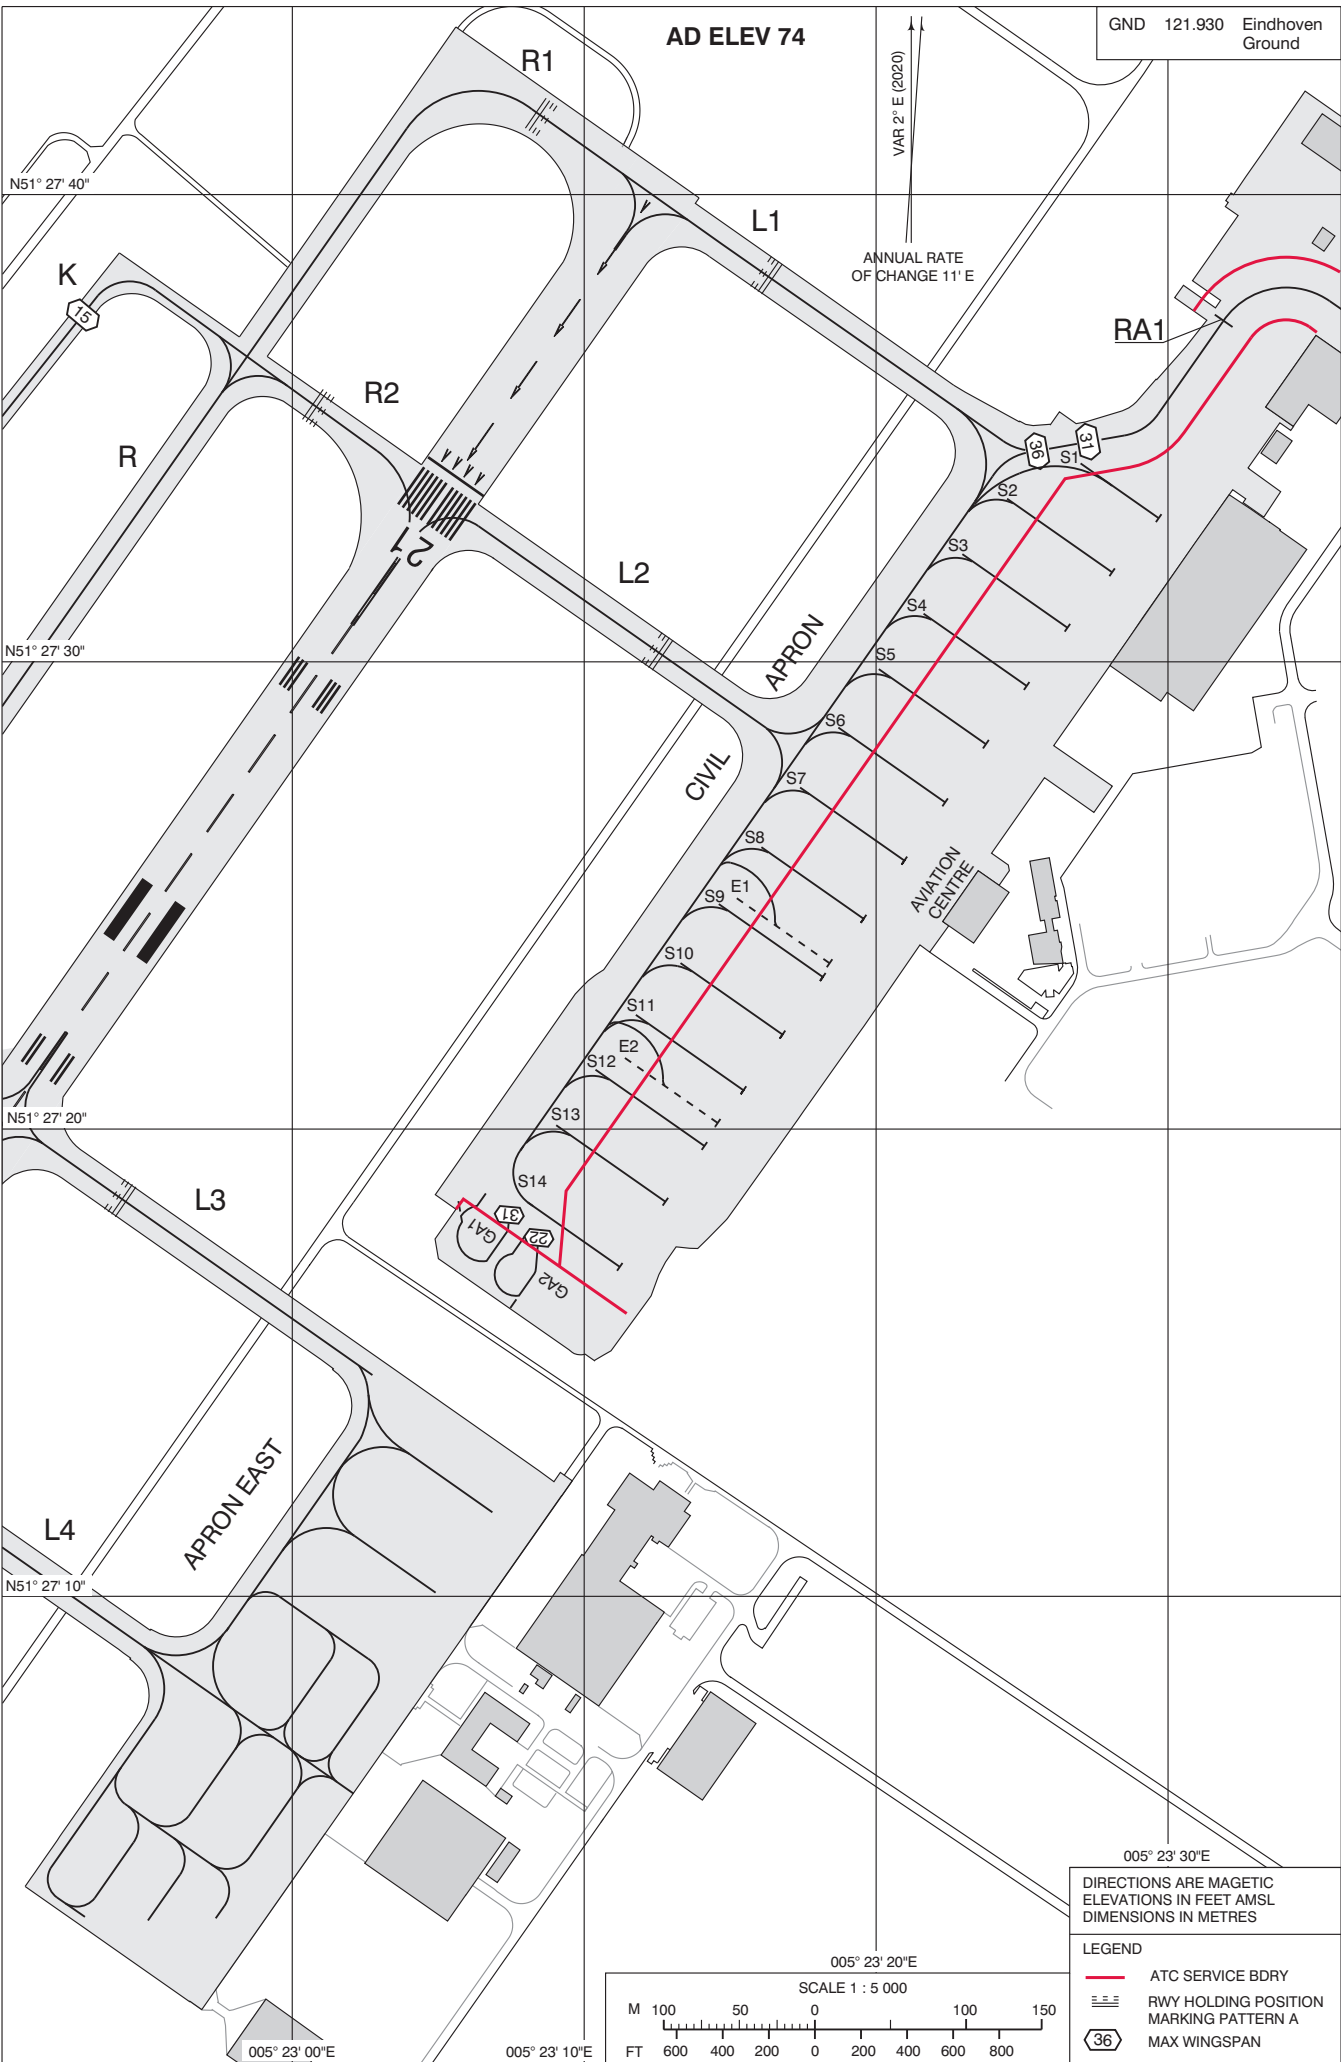 AD ELEV 74
GND 121.930 Eindhoven
Ground
R1
VAR 2° E (2020)
N51° 27' 40"
L1
ANNUAL RATE
OF CHANGE 11' E
K
15
RA1
R2
R
36
31
S1
S2
21
S3
L2
S4
APRON
N51° 27' 30"
S5
S6
CIVIL
S7
S8
AVIATION
CENTRE
E1
S9
S10
S11
E2
S12
N51° 27' 20"
S13
S14
L3
31
GA1
22
GA2
APRON EAST
L4
N51° 27' 10"
005° 23' 30"E
DIRECTIONS ARE MAGETIC
ELEVATIONS IN FEET AMSL
DIMENSIONS IN METRES
LEGEND
ATC SERVICE BDRY
RWY HOLDING POSITION
MARKING PATTERN A
36 MAX WINGSPAN
005° 23' 20"E
SCALE 1 : 5 000
M 100 50 0 100 150
FT 600 400 200 0 200 400 600 800
005° 23' 00"E
005° 23' 10"E